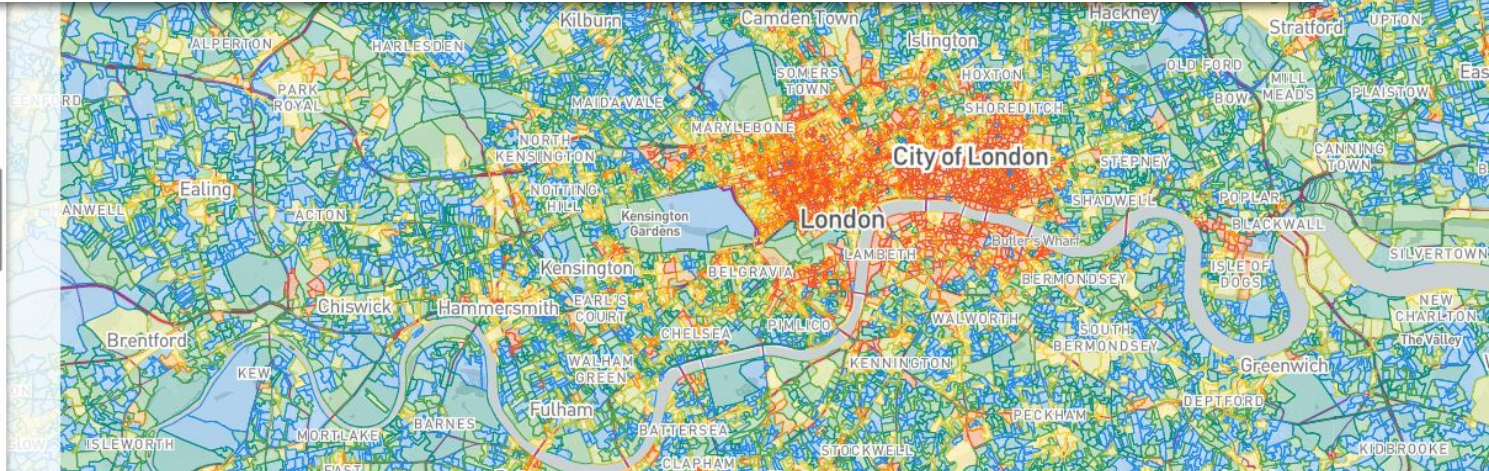 Kilburn
Camden Town
Hackney
Stratford
UPTON
ALPERTON
HARLESDEN
Islington
SOMERS
TOWN
HOXTON
OLD FORD
MILL
MEADS
PARK
ROYAL
MAIDA VALE
SHOREDITCH
BOW
PLAISTOW
MARYLEBONE
NORTH
KENSINGTON
City of London
STEPNEY
CANNING
TOWN
Ealing
NOTTING
HILL
SHADWELL
POPLAR
ANWELL
ACTON
Kensington
Gardens
London
BLACKWALL
Butler's Wharf
LAMBETH
SILVERTOWN
Kensington
BELGRAVIA
BERMONDSEY
ISLE OF
DOGS
Chiswick
Hammersmith
EARL'S
COURT
NEW
CHARLTON
PIMLICO
WALWORTH
Brentford
CHELSEA
SOUTH
BERMONDSEY
The Valley
KEW
WALHAM
GREEN
KENNINGTON
Greenwich
Fulham
PECKHAM
DEPTFORD
ISLEWORTH
MORTLAKE
BARNES
BATTERSEA
STOCKWELL
KIDBROOKE
EAST
CLAPHAM